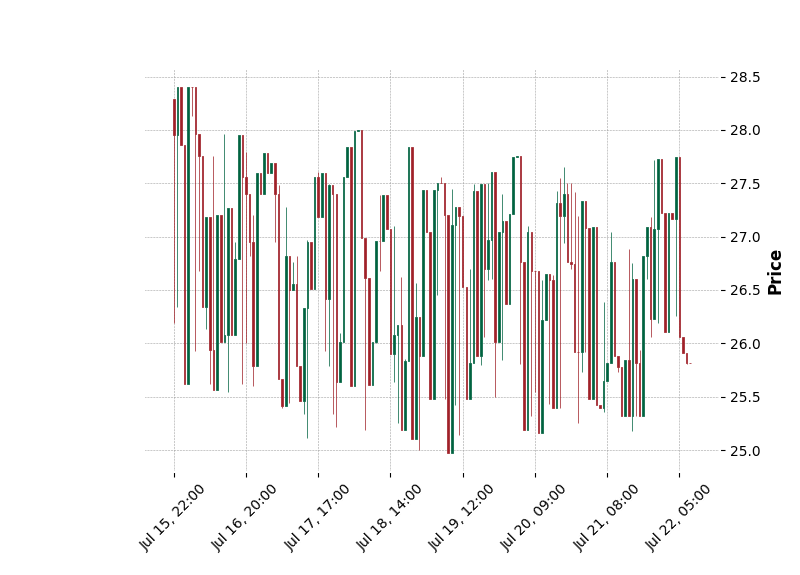 28.5
28.0
27.5
27.0
26.5
26.0
25.5
25.0
Price
Jul 15, 22:00
Jul 16, 20:00
Jul 17, 17:00
Jul 18, 14:00
Jul 19, 12:00
Jul 20, 09:00
Jul 21, 08:00
Jul 22, 05:00